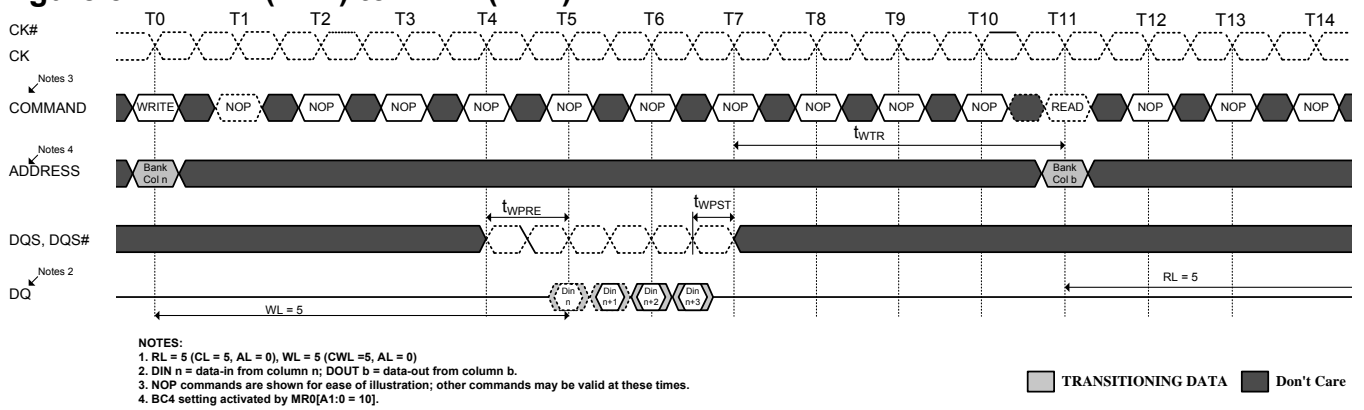 T0 T1 T2 T3 T4 T5 T6 T7 T8 T9 T10 T11 T12 T13 T14
CK#
CK
Notes 3
COMMAND WRITE NOP NOP NOP NOP NOP NOP NOP NOP NOP NOP READ NOP NOP NOP
tWTR
Notes 4
ADDRESS
Bank Bank
Col n Col b
tWPRE tWPST
DQS, DQS#
Notes 2
RL = 5
DQ
Din Din Din Din
n n+1 n+2 n+3
WL = 5
NOTES:
1. RL = 5 (CL = 5, AL = 0), WL = 5 (CWL =5, AL = 0)
2. DIN n = data-in from column n; DOUT b = data-out from column b.
3. NOP commands are shown for ease of illustration; other commands may be valid at these times.
4. BC4 setting activated by MR0[A1:0 = 10].
TRANSITIONING DATA Don't Care